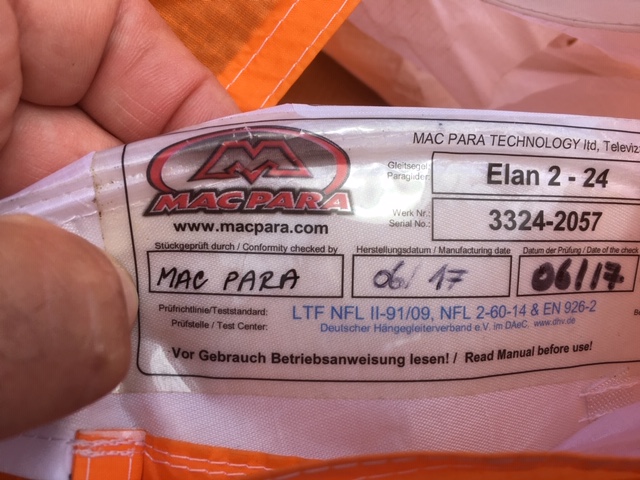 MAC PARA TECHNOLOGY ltd, Televiz
MAC PARA
www.macpara.com
Gleitsegel:
Paraglider:
Elan 2 - 24
Werk Nr.:
Serial No.:
3324-2057
Stückgeprüft durch / Conformity checked by
MAC PARA
Herstellungsdatum / Manufacturing date
06/17
Datum der Prüfung / Date of the check
06/17
Prüfrichtlinie/Teststandard: LTF NFL II-91/09, NFL 2-60-14 & EN 926-2
Prüfstelle / Test Center: Deutscher Hängegleiterverband e.V. im DAeC. www.dhv.de
Vor Gebrauch Betriebsanweisung lesen! / Read Manual before use!